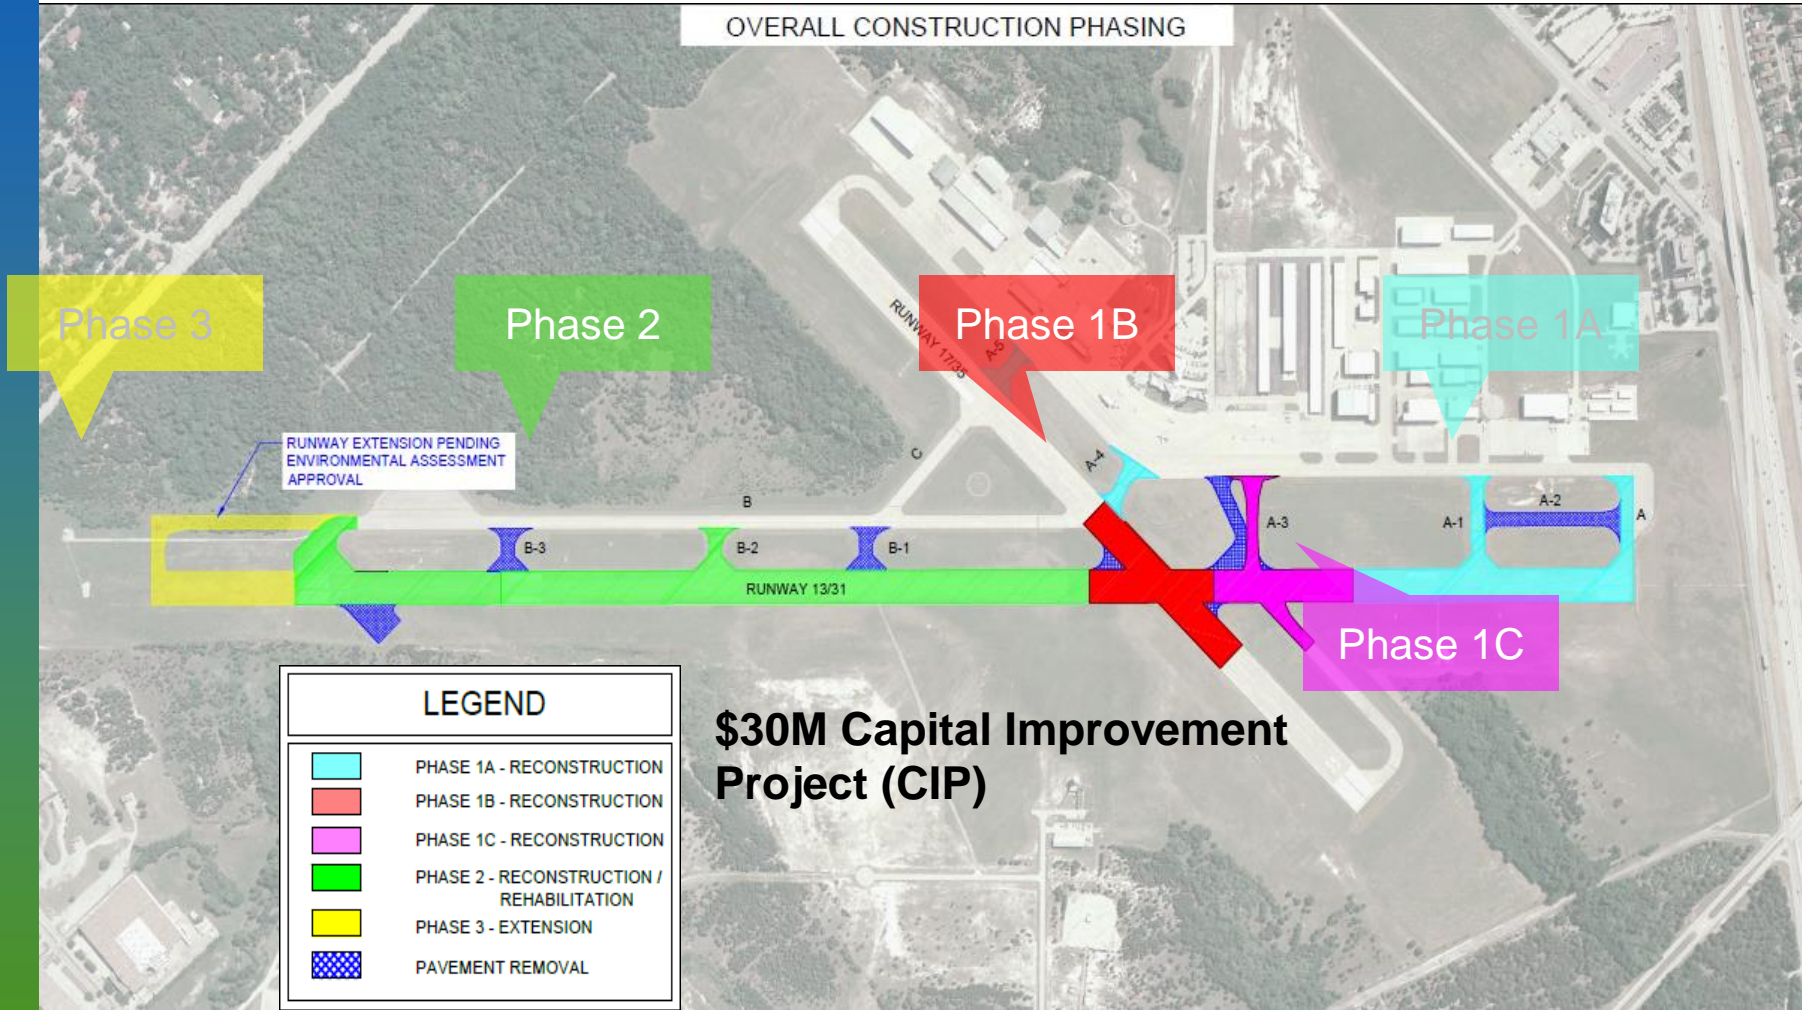 OVERALL CONSTRUCTION PHASING
Phase 3
Phase 2
Phase 1B
Phase 1A
RUNWAY 17/35
A-5
RUNWAY EXTENSION PENDING
ENVIRONMENTAL ASSESSMENT
APPROVAL
C
A-4
B
A-3
A-1
A-2
A
B-3
B-2
B-1
RUNWAY 13/31
Phase 1C
LEGEND
PHASE 1A - RECONSTRUCTION
PHASE 1B - RECONSTRUCTION
PHASE 1C - RECONSTRUCTION
PHASE 2 - RECONSTRUCTION /
REHABILITATION
PHASE 3 - EXTENSION
PAVEMENT REMOVAL
$30M Capital Improvement
Project (CIP)